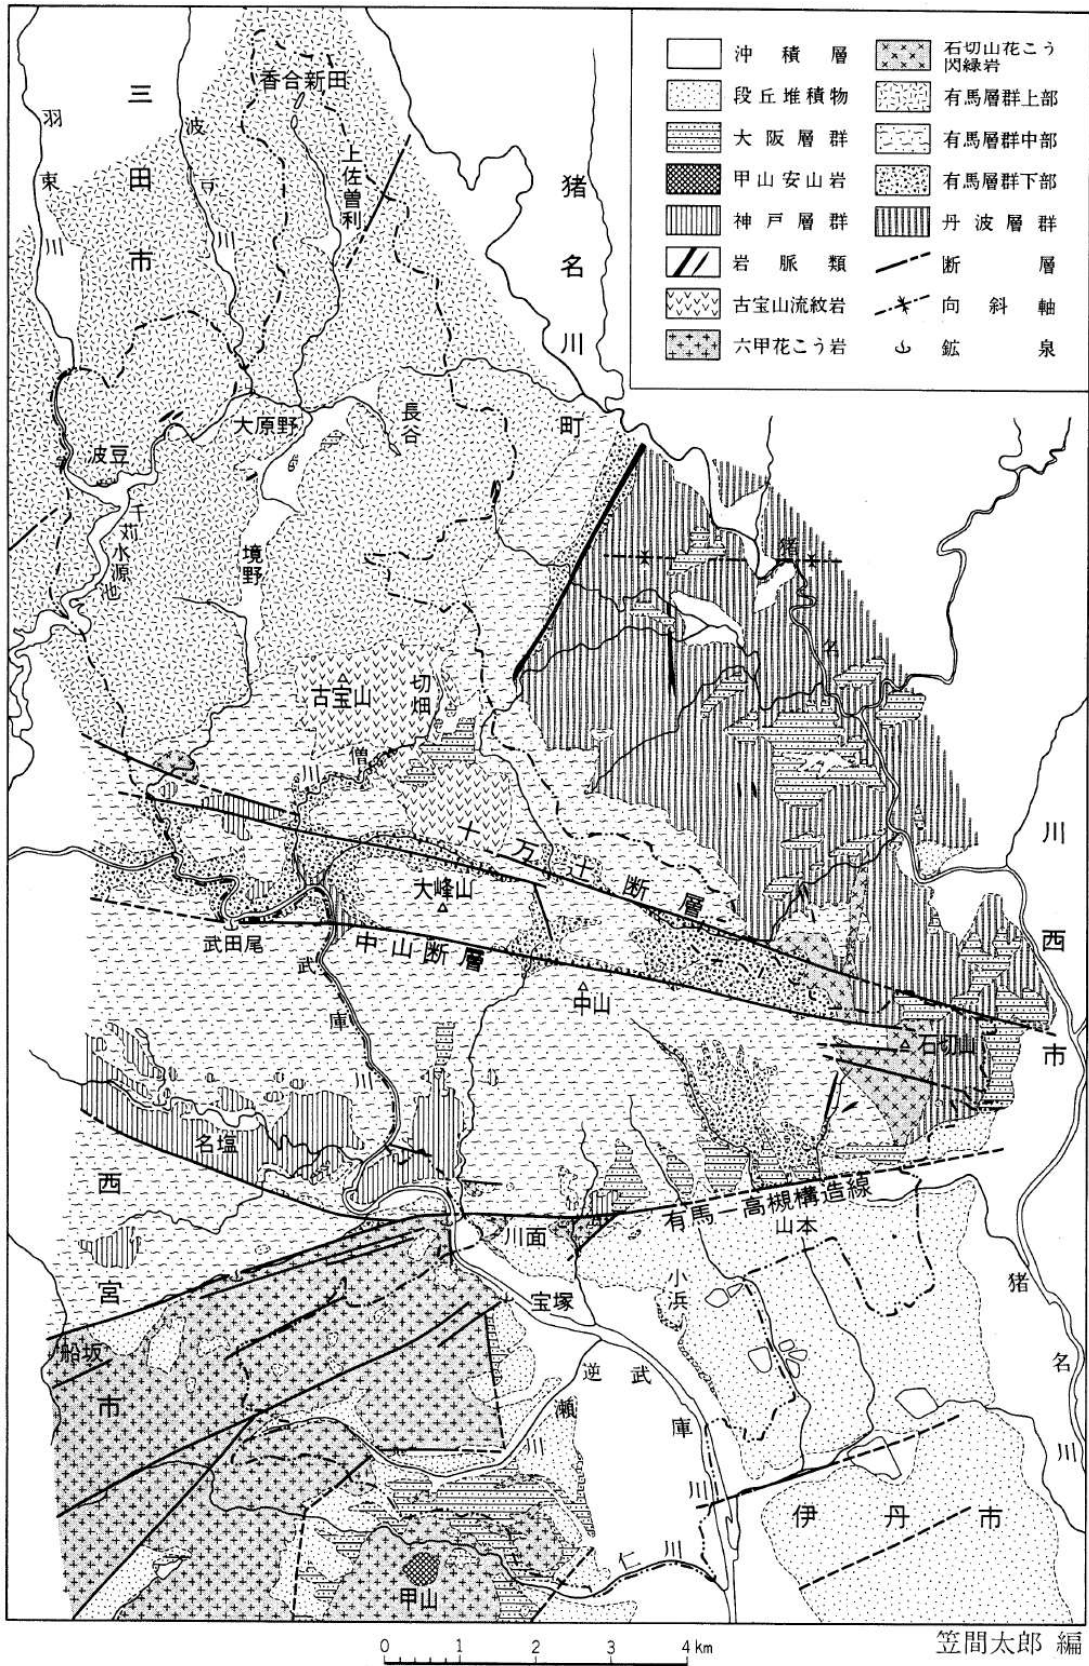 沖積層
段丘堆積物
大阪層群
甲山安山岩
神戸層群
岩脈類
古宝山流紋岩
六甲花こう岩
石切山花こう
閃緑岩
有馬層群上部
有馬層群中部
有馬層群下部
丹波層群
断層
向斜軸
鉱泉
三田市
羽束川
波豆川
香合新田
上佐曽利
猪名川町
大原野
長谷
波豆
千苅水源池
境野
猪名
古宝山
切畑
僧川
十万辻断層
大峰山
武田尾
中山断層
武庫川
中山
石切山
川西市
名塩
西宮市
有馬―高槻構造線
山本
川面
宝塚
小浜
船坂
逆瀬川
武庫川
猪名川
伊丹市
仁川
甲山
0 1 2 3 4km
笠間太郎 編